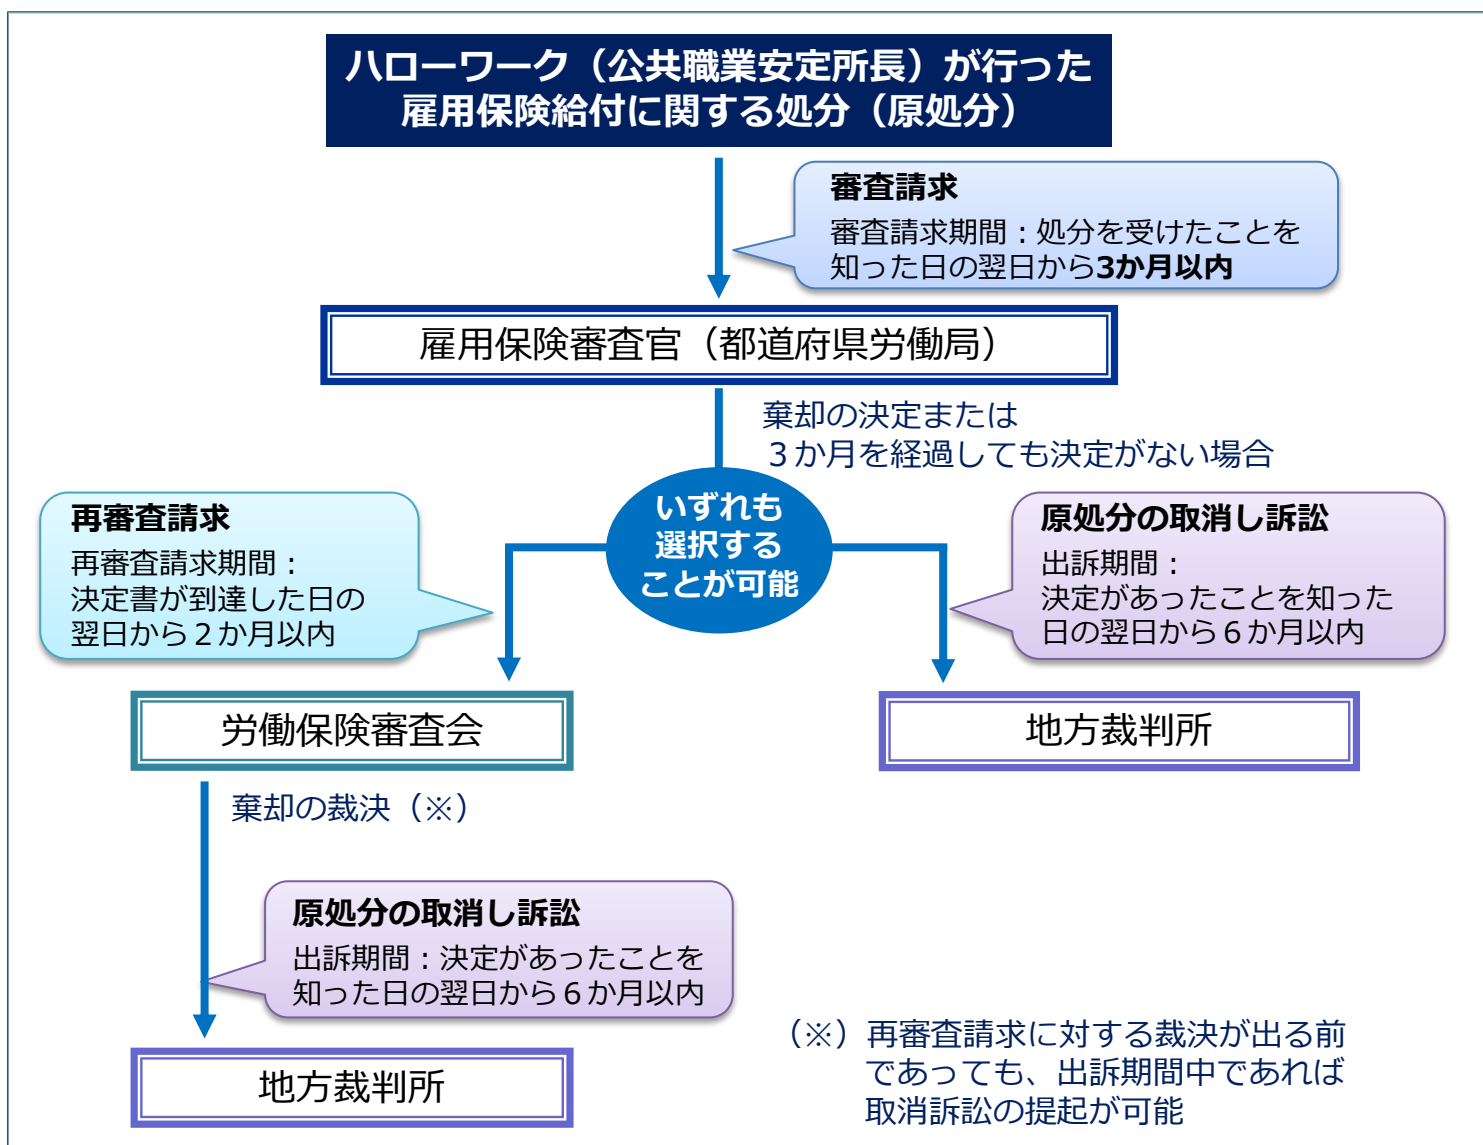 ハローワーク（公共職業安定所長）が行った
雇用保険給付に関する処分（原処分）
審査請求
審査請求期間：処分を受けたことを
知った日の翌日から3か月以内
雇用保険審査官（都道府県労働局）
棄却の決定または
３か月を経過しても決定がない場合
いずれも
選択する
ことが可能
再審査請求
再審査請求期間：
決定書が到達した日の
翌日から２か月以内
原処分の取消し訴訟
出訴期間：
決定があったことを知った
日の翌日から６か月以内
労働保険審査会
地方裁判所
棄却の裁決（※）
原処分の取消し訴訟
出訴期間：決定があったことを
知った日の翌日から６か月以内
地方裁判所
（※）再審査請求に対する裁決が出る前
であっても、出訴期間中であれば
取消訴訟の提起が可能